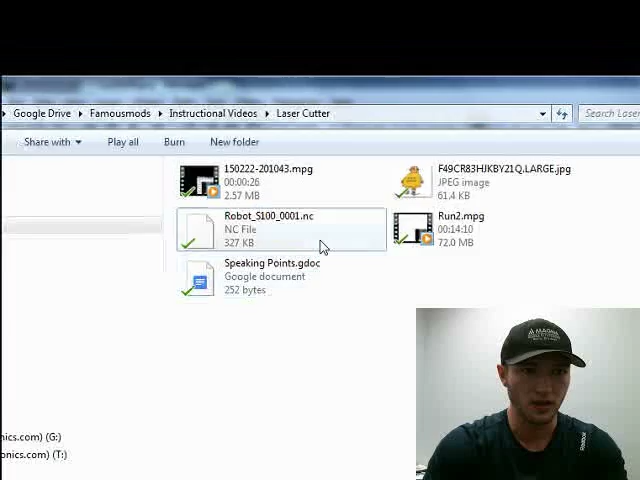 Google Drive ▸ Famousmods ▸ Instructional Videos ▸ Laser Cutter
Search Laser
Share with Play all Burn New folder
150222-201043.mpg
00:00:26
2.57 MB
F49CR83HJKBY21Q.LARGE.jpg
JPEG image
61.4 KB
Robot_S100_0001.nc
NC File
327 KB
Run2.mpg
00:14:10
72.0 MB
Speaking Points.gdoc
Google document
252 bytes
MAGNA
Reebok
onics.com) (G:)
onics.com) (T:)